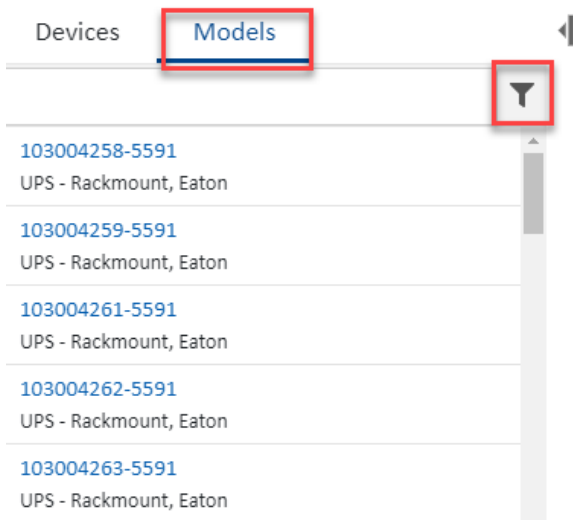 Devices Models
103004258-5591
UPS - Rackmount, Eaton
103004259-5591
UPS - Rackmount, Eaton
103004261-5591
UPS - Rackmount, Eaton
103004262-5591
UPS - Rackmount, Eaton
103004263-5591
UPS - Rackmount, Eaton